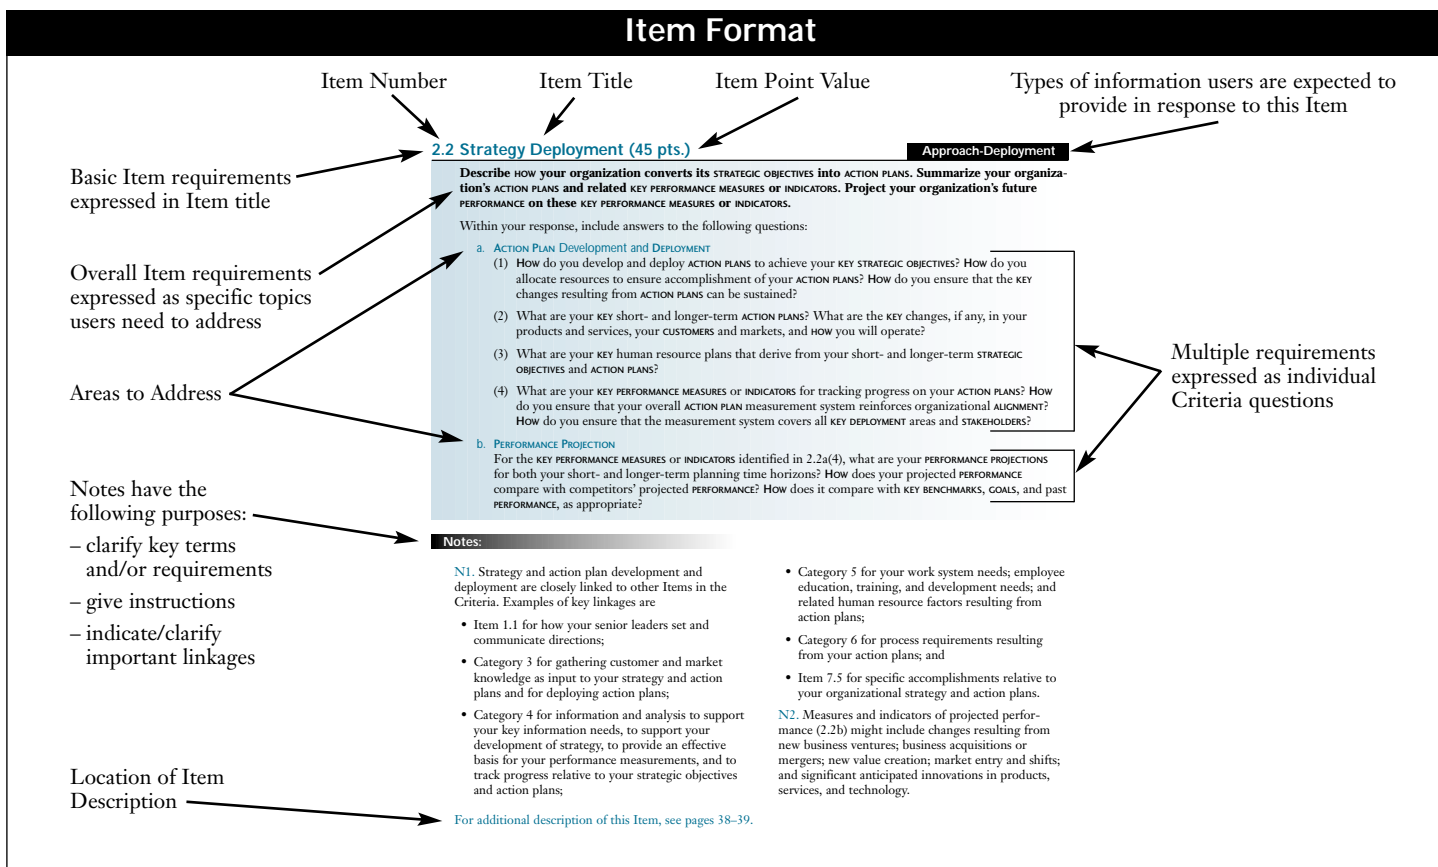 Item Format
Item Number
Item Title
Item Point Value
Types of information users are expected to
provide in response to this Item
2.2 Strategy Deployment (45 pts.)
Approach-Deployment
Basic Item requirements
expressed in Item title
Describe HOW your organization converts its STRATEGIC OBJECTIVES into ACTION PLANS. Summarize your organiza-
tion's ACTION PLANS and related KEY PERFORMANCE MEASURES OR INDICATORS. Project your organization's future
PERFORMANCE on these KEY PERFORMANCE MEASURES OR INDICATORS.
Within your response, include answers to the following questions:
Overall Item requirements
expressed as specific topics
users need to address
Areas to Address
a. ACTION PLAN Development and DEPLOYMENT
(1) HOW do you develop and deploy ACTION PLANS to achieve your KEY STRATEGIC OBJECTIVES? HOW do you
allocate resources to ensure accomplishment of your ACTION PLANS? HOW do you ensure that the KEY
changes resulting from ACTION PLANS can be sustained?
(2) What are your KEY short- and longer-term ACTION PLANS? What are the KEY changes, if any, in your
products and services, your CUSTOMERS and markets, and HOW you will operate?
(3) What are your KEY human resource plans that derive from your short- and longer-term STRATEGIC
OBJECTIVES and ACTION PLANS?
(4) What are your KEY PERFORMANCE MEASURES or INDICATORS for tracking progress on your ACTION PLANS? HOW
do you ensure that your overall ACTION PLAN measurement system reinforces organizational ALIGNMENT?
HOW do you ensure that the measurement system covers all KEY DEPLOYMENT areas and STAKEHOLDERS?
b. PERFORMANCE PROJECTION
For the KEY PERFORMANCE MEASURES or INDICATORS identified in 2.2a(4), what are your PERFORMANCE PROJECTIONS
for both your short- and longer-term planning time horizons? HOW does your projected PERFORMANCE
compare with competitors' projected PERFORMANCE? HOW does it compare with KEY BENCHMARKS, GOALS, and past
PERFORMANCE, as appropriate?
Multiple requirements
expressed as individual
Criteria questions
Notes have the
following purposes:
– clarify key terms
and/or requirements
– give instructions
– indicate/clarify
important linkages
Notes:
N1. Strategy and action plan development and
deployment are closely linked to other Items in the
Criteria. Examples of key linkages are
• Item 1.1 for how your senior leaders set and
communicate directions;
• Category 3 for gathering customer and market
knowledge as input to your strategy and action
plans and for deploying action plans;
• Category 4 for information and analysis to support
your key information needs, to support your
development of strategy, to provide an effective
basis for your performance measurements, and to
track progress relative to your strategic objectives
and action plans;
• Category 5 for your work system needs; employee
education, training, and development needs; and
related human resource factors resulting from
action plans;
• Category 6 for process requirements resulting
from your action plans; and
• Item 7.5 for specific accomplishments relative to
your organizational strategy and action plans.
N2. Measures and indicators of projected perfor-
mance (2.2b) might include changes resulting from
new business ventures; business acquisitions or
mergers; new value creation; market entry and shifts;
and significant anticipated innovations in products,
services, and technology.
Location of Item
Description
For additional description of this Item, see pages 38–39.